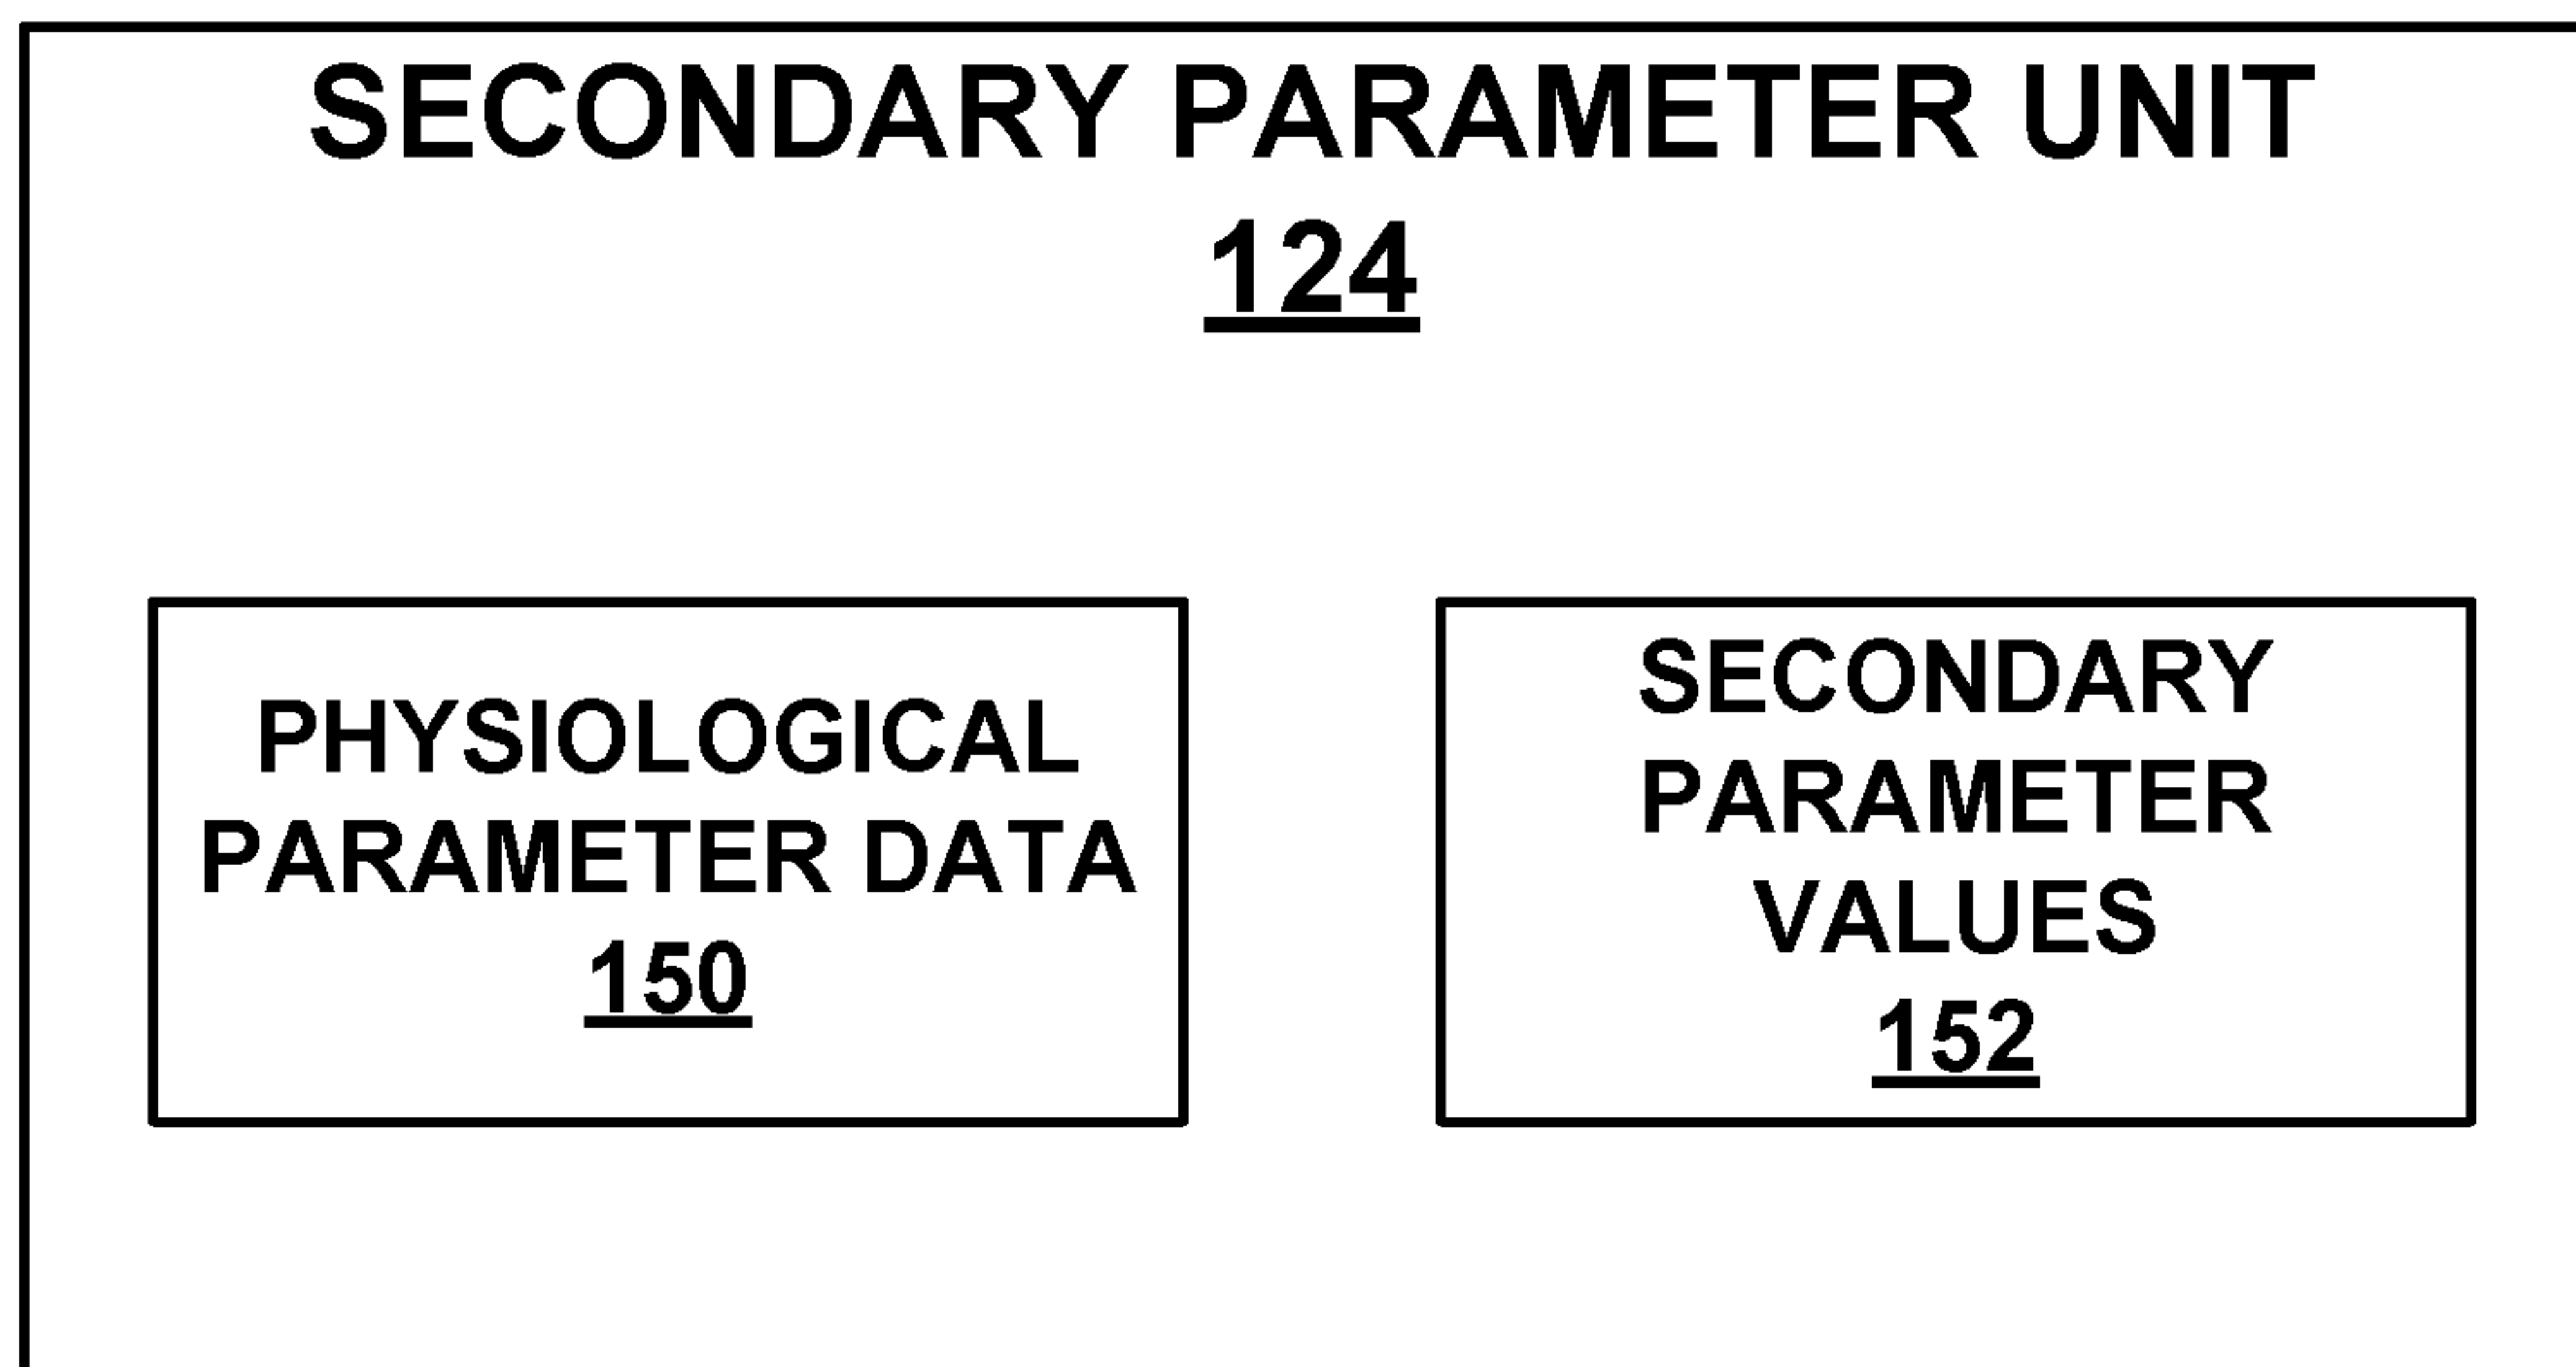 SECONDARY PARAMETER UNIT
124
PHYSIOLOGICAL
PARAMETER DATA
150
SECONDARY
PARAMETER
VALUES
152